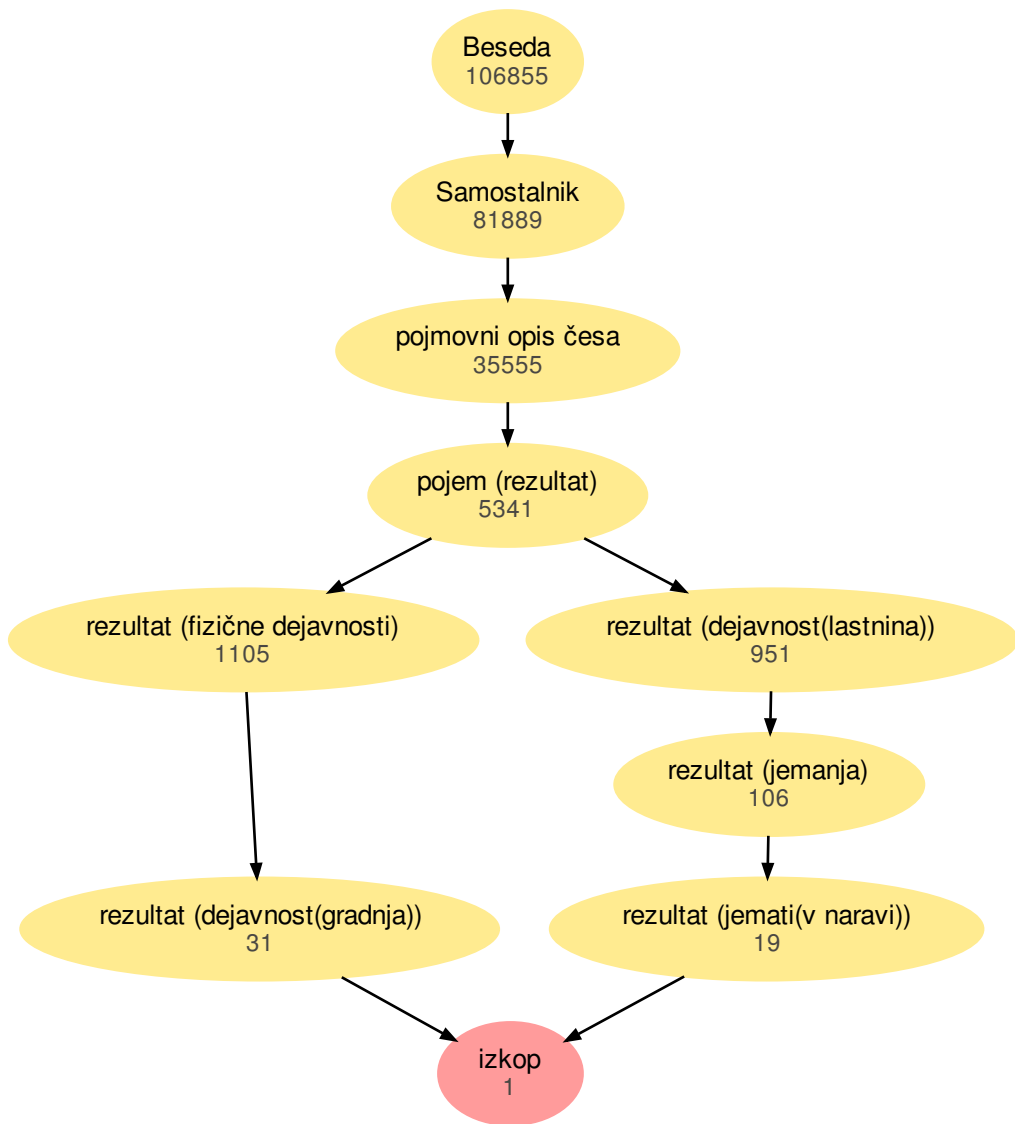 Beseda
106855
Samostalnik
81889
pojmovni opis česa
35555
pojem (rezultat)
5341
rezultat (fizične dejavnosti)
1105
rezultat (dejavnost(lastnina))
951
rezultat (jemanja)
106
rezultat (dejavnost(gradnja))
31
rezultat (jemati(v naravi))
19
izkop
1